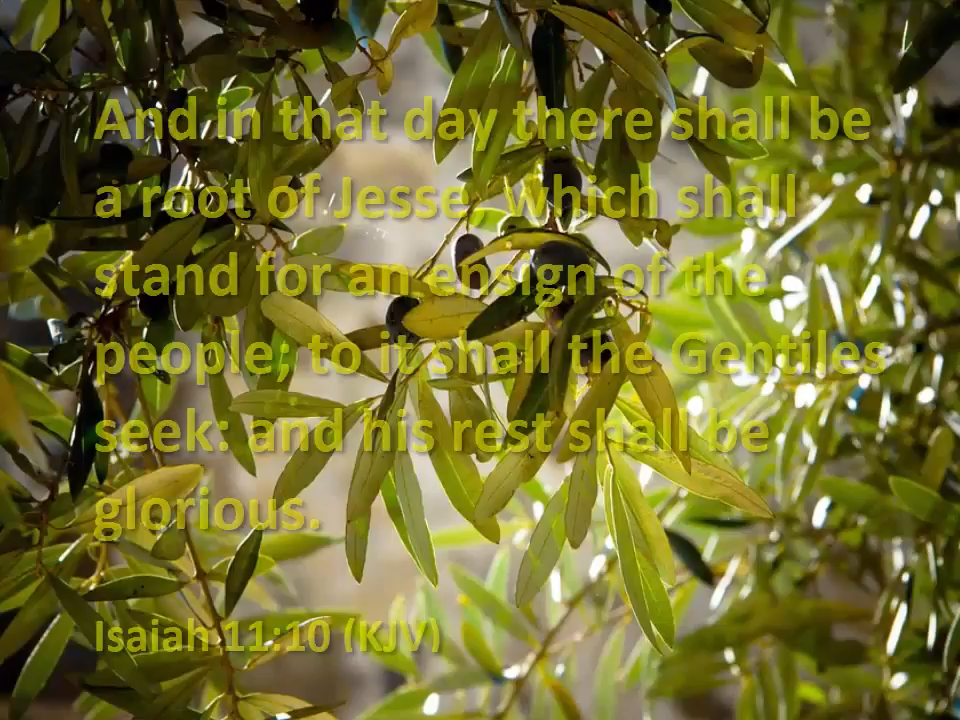 And in that day there shall be
a root of Jesse, which shall
stand for an ensign of the
people; to it shall the Gentiles
seek: and his rest shall be
glorious.
Isaiah 11:10 (KJV)